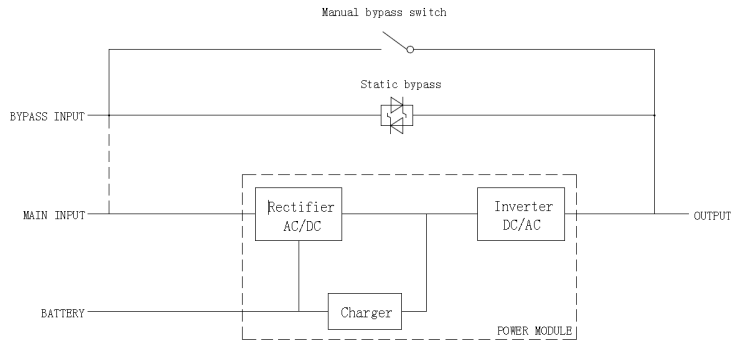 Manual bypass switch
Static bypass
BYPASS INPUT
MAIN INPUT
Rectifier
AC/DC
Inverter
DC/AC
OUTPUT
BATTERY
Charger
POWER MODULE